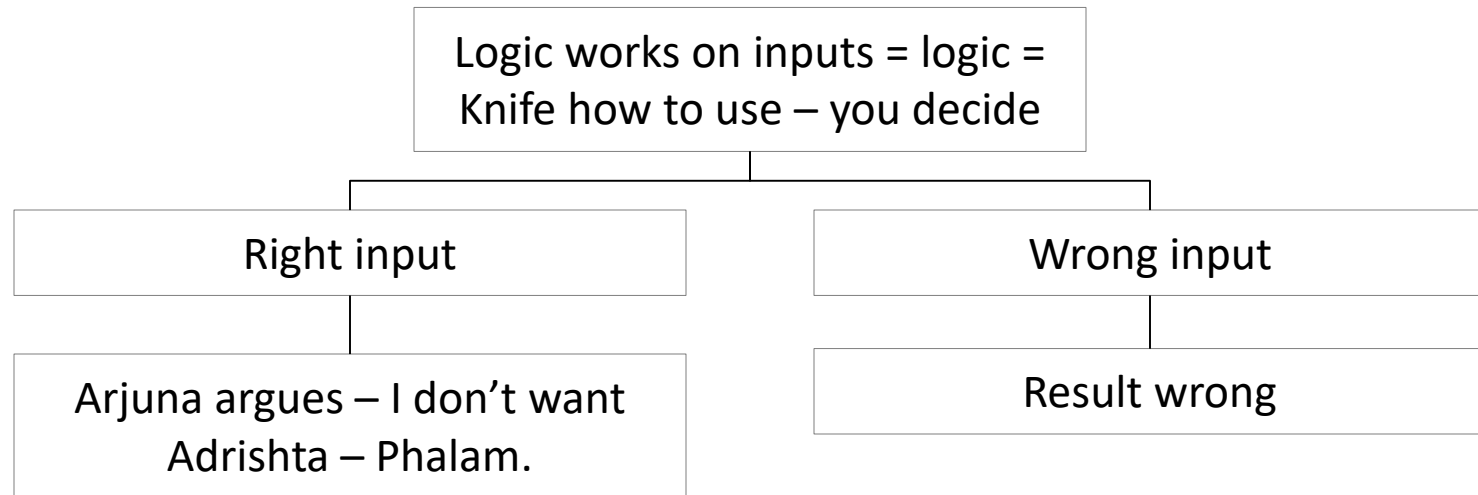 Logic works on inputs = logic =
Knife how to use – you decide
Right input
Wrong input
Arjuna argues – I don’t want
Adrishta – Phalam.
Result wrong